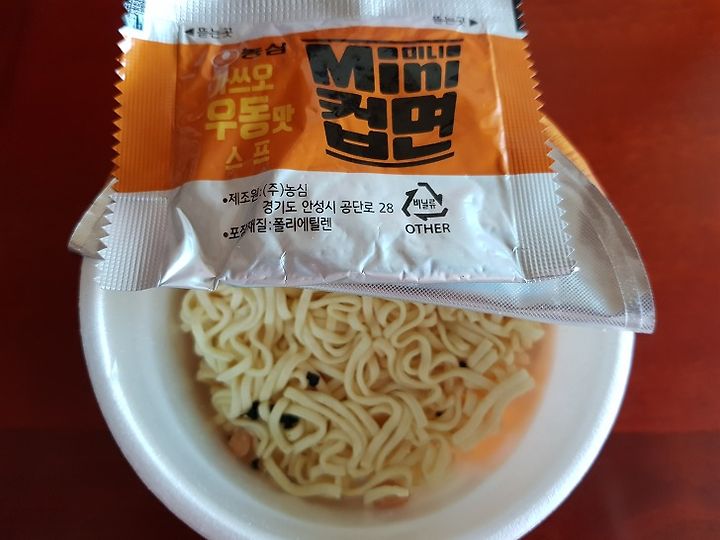 ◀뜯는곳
뜯는곳▶
농심
가쓰오
우동맛
스프
미니
Mini
컵면
•제조원:(주)농심
경기도 안성시 공단로 28
•포장재질:폴리에틸렌
비닐류
OTHER